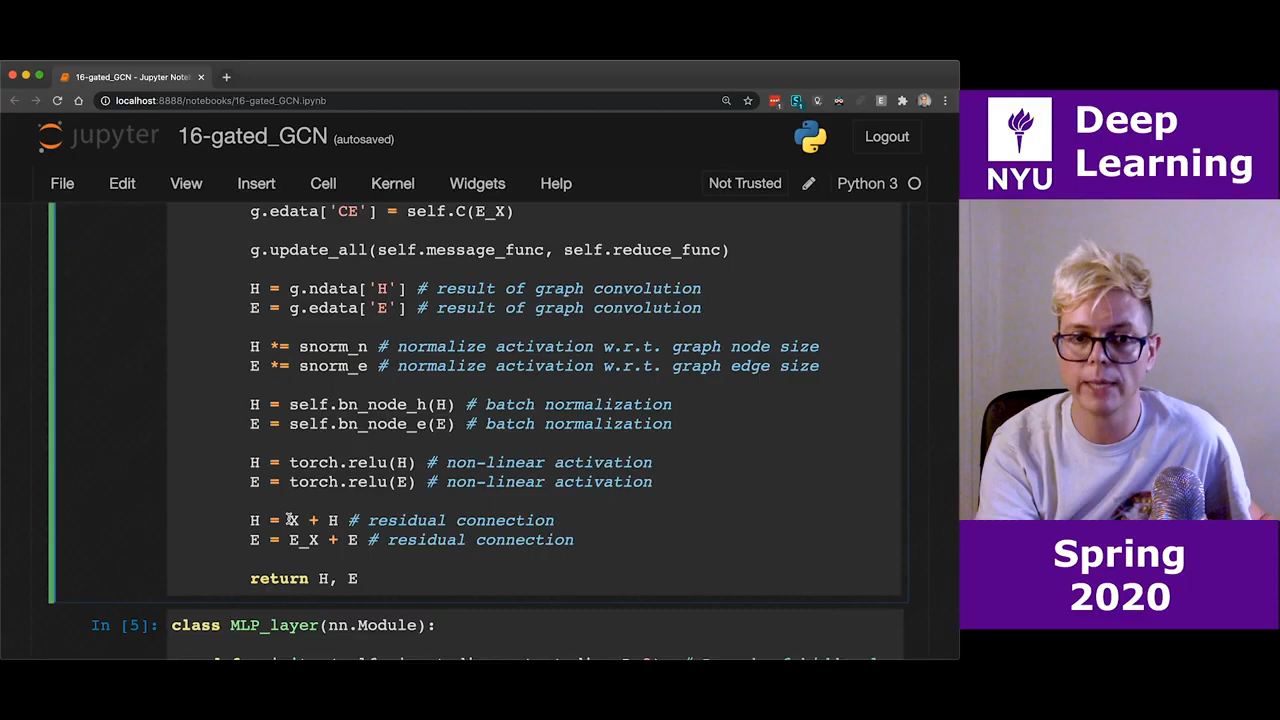 16-gated_GCN - Jupyter Note
localhost:8888/notebooks/16-gated_GCN.ipynb
jupyter 16-gated_GCN (autosaved)
Logout
File Edit View Insert Cell Kernel Widgets Help
Not Trusted
Python 3
g.edata['CE'] = self.C(E_X)
g.update_all(self.message_func, self.reduce_func)
H = g.ndata['H'] # result of graph convolution
E = g.edata['E'] # result of graph convolution
H *= snorm_n # normalize activation w.r.t. graph node size
E *= snorm_e # normalize activation w.r.t. graph edge size
H = self.bn_node_h(H) # batch normalization
E = self.bn_node_e(E) # batch normalization
H = torch.relu(H) # non-linear activation
E = torch.relu(E) # non-linear activation
H = X + H # residual connection
E = E_X + E # residual connection
return H, E
In [5]: class MLP_layer(nn.Module):
NYU
Deep
Learning
Spring
2020